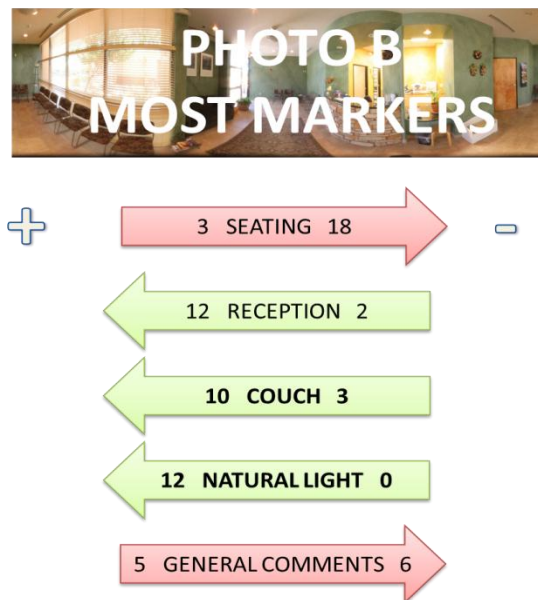 PHOTO B
MOST MARKERS
+ -
3 SEATING 18
12 RECEPTION 2
10 COUCH 3
12 NATURAL LIGHT 0
5 GENERAL COMMENTS 6